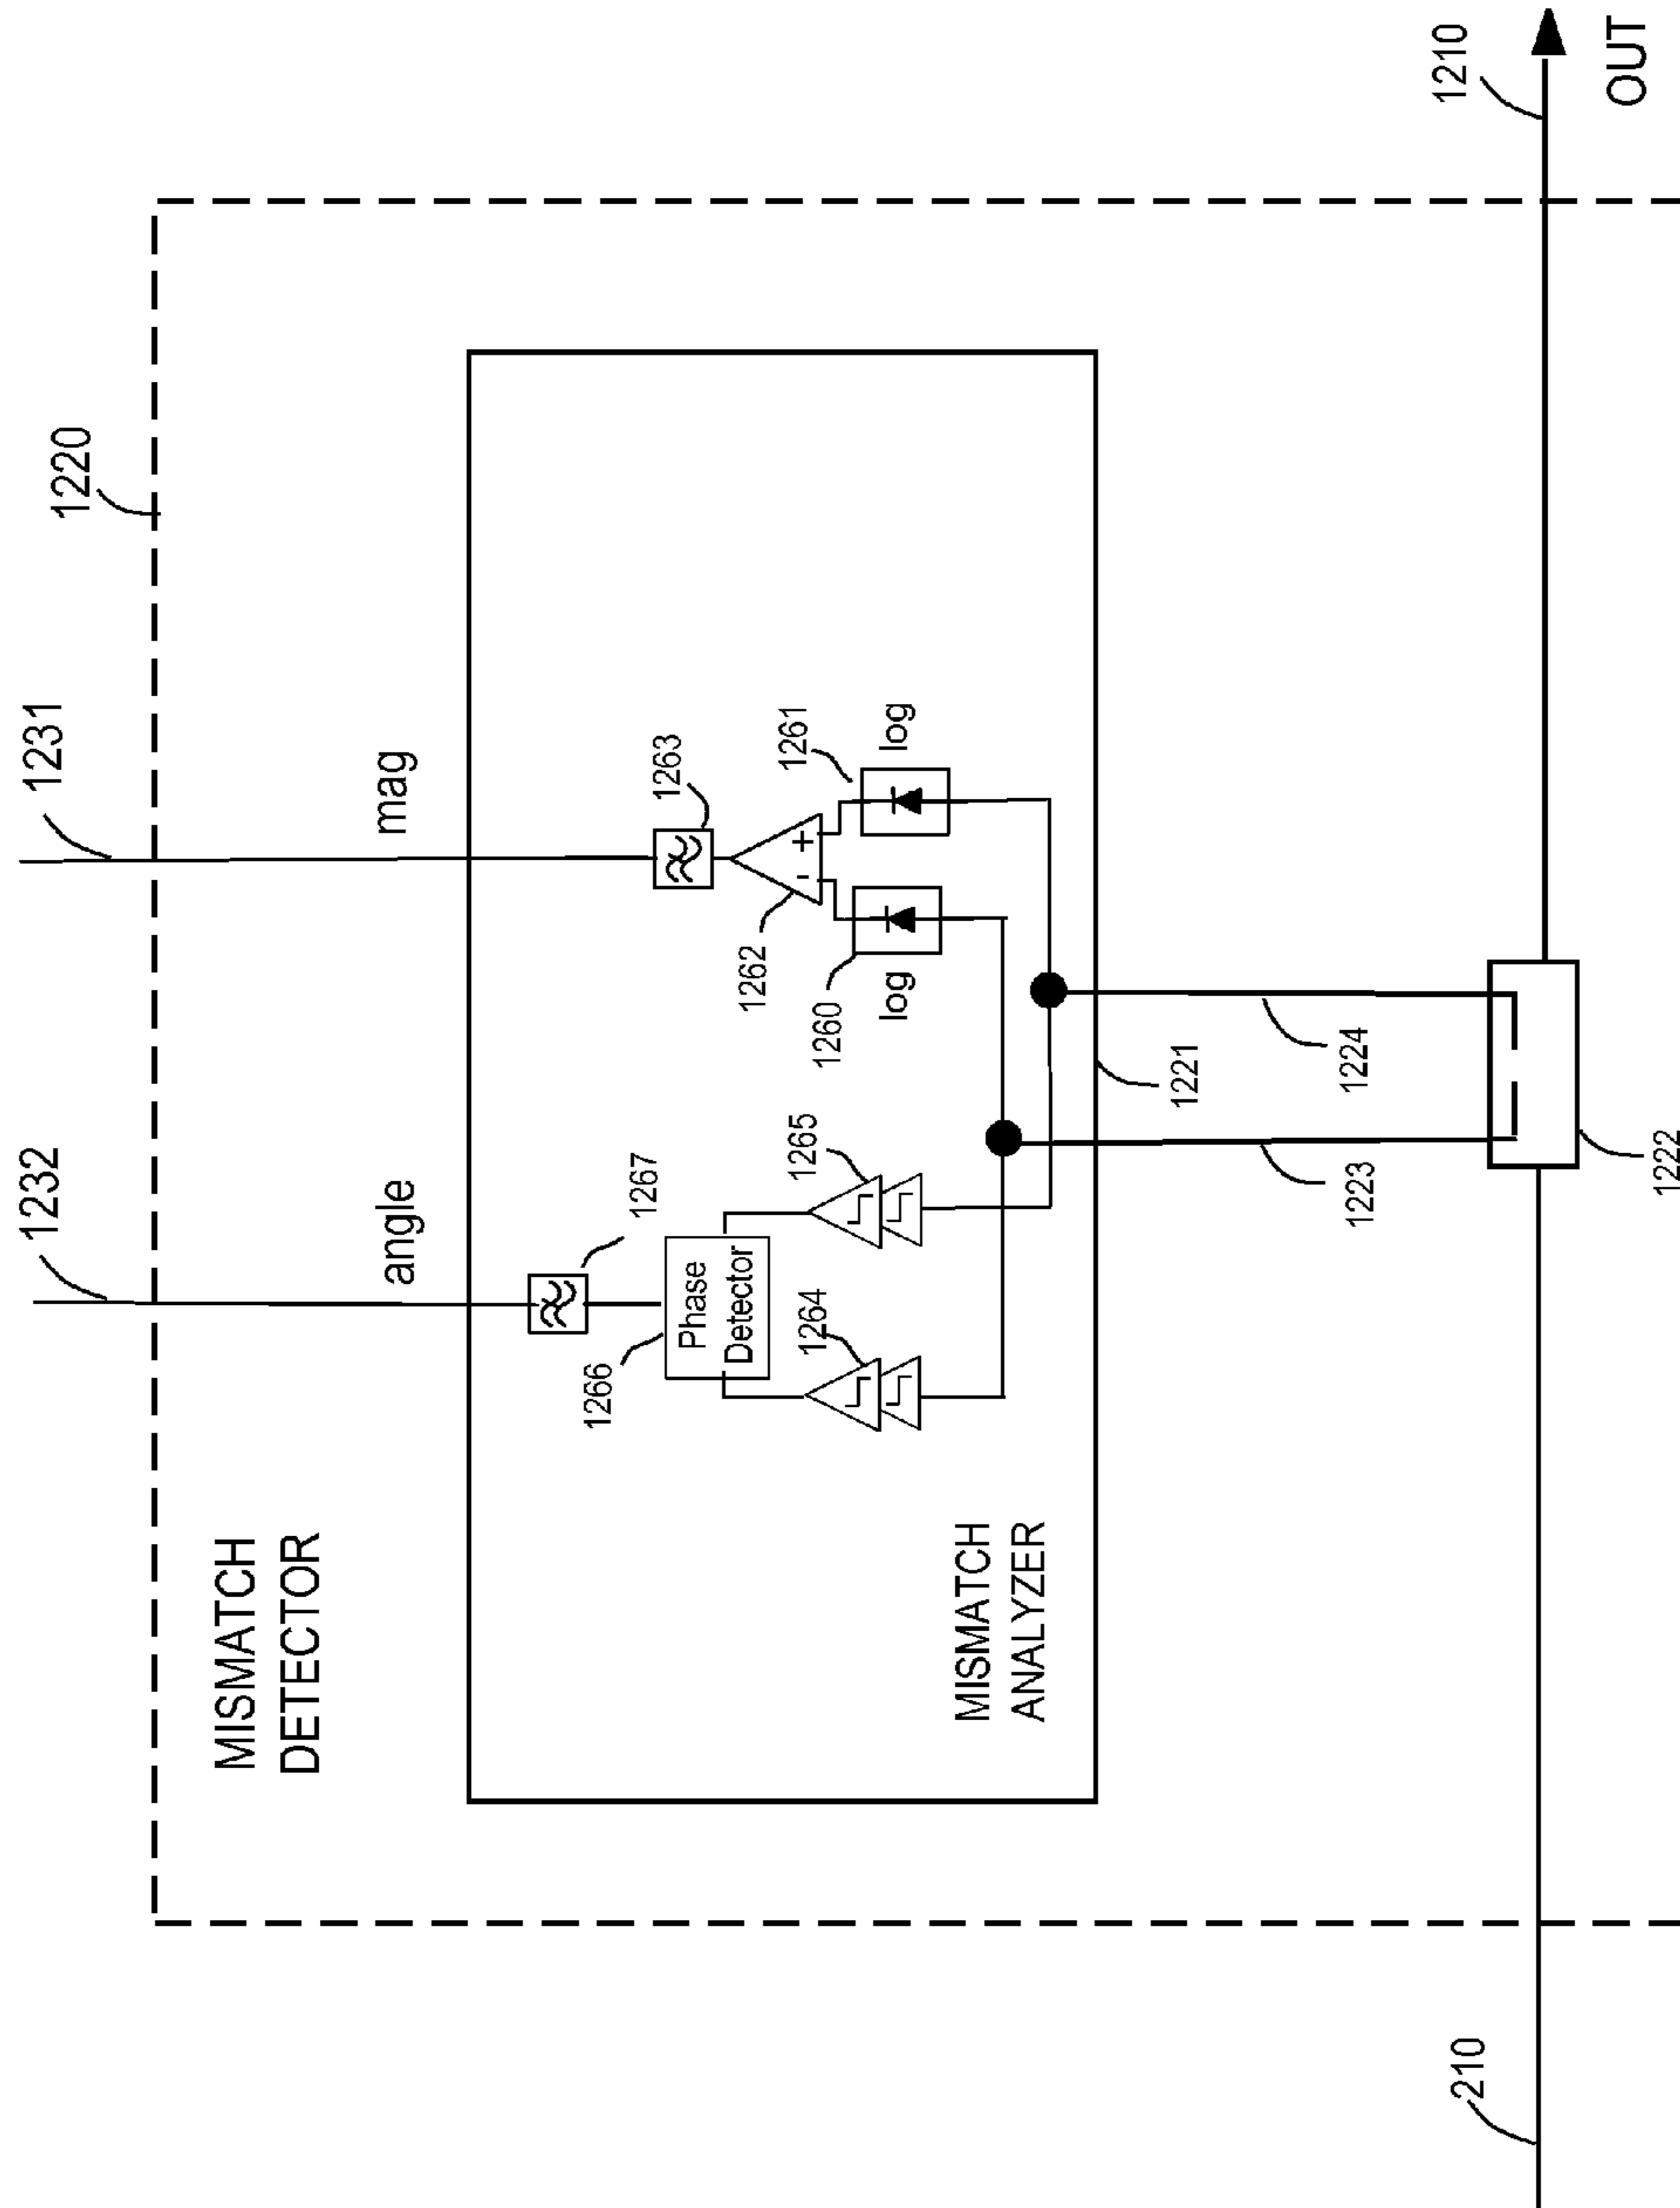 1232
1231
1220
MISMATCH
DETECTOR
angle
mag
1266
1267
1263
Phase
Detector
1262
1261
1264
1265
1260
log
log
MISMATCH
ANALYZER
1221
1223
1224
210
1210
OUT
1222